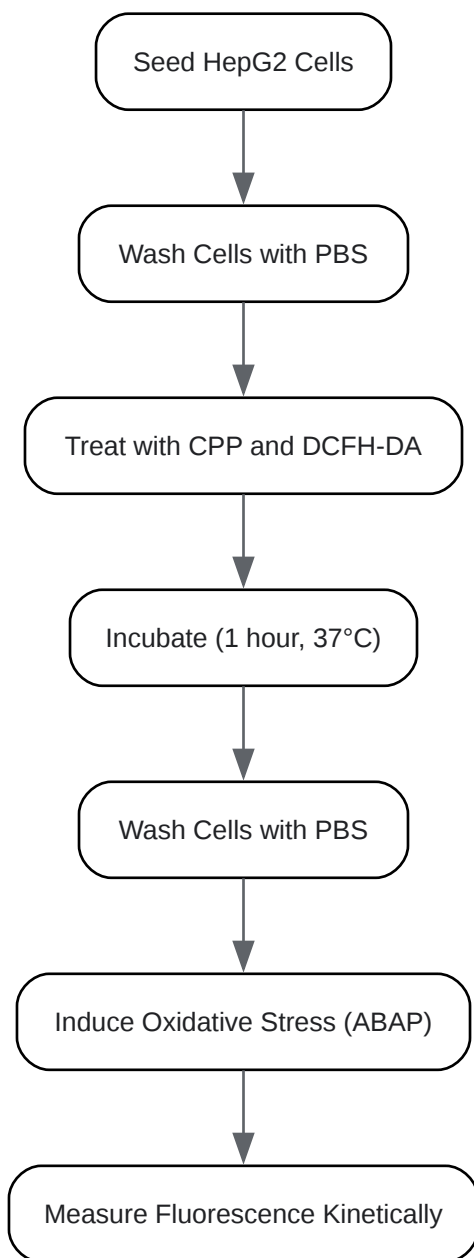 Seed HepG2 Cells
Wash Cells with PBS
Treat with CPP and DCFH-DA
Incubate (1 hour, 37°C)
Wash Cells with PBS
Induce Oxidative Stress (ABAP)
Measure Fluorescence Kinetically